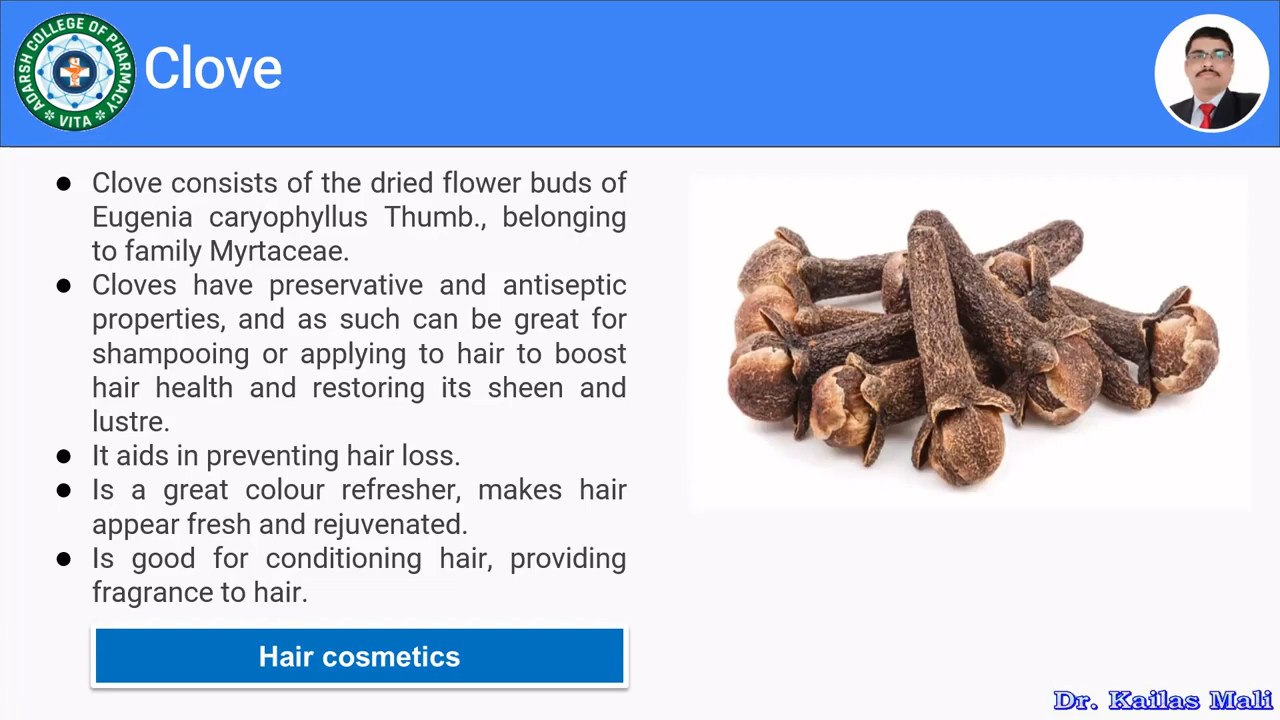 ADARSH COLLEGE OF PHARMACY
VITA
Clove
● Clove consists of the dried flower buds of
Eugenia caryophyllus Thumb., belonging
to family Myrtaceae.
● Cloves have preservative and antiseptic
properties, and as such can be great for
shampooing or applying to hair to boost
hair health and restoring its sheen and
lustre.
● It aids in preventing hair loss.
● Is a great colour refresher, makes hair
appear fresh and rejuvenated.
● Is good for conditioning hair, providing
fragrance to hair.
Hair cosmetics
Dr. Kailas Mali